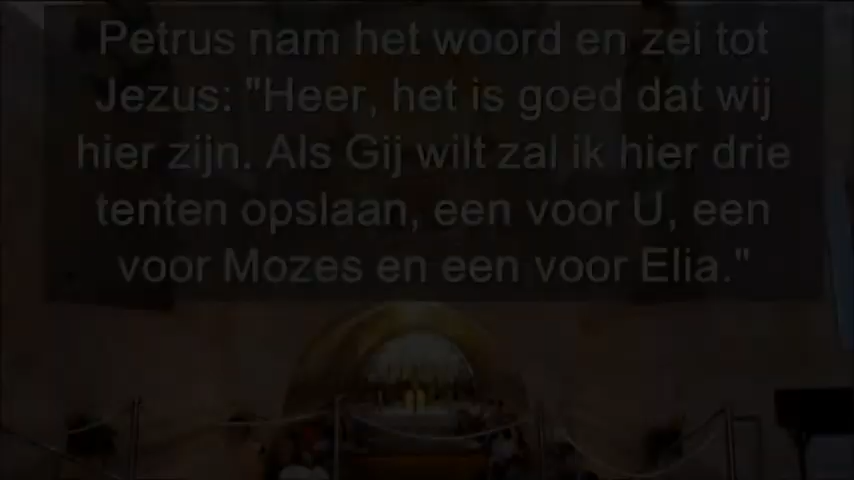 Petrus nam het woord en zei tot
Jezus: "Heer, het is goed dat wij
hier zijn. Als Gij wilt zal ik hier drie
tenten opslaan, een voor U, een
voor Mozes en een voor Elia."